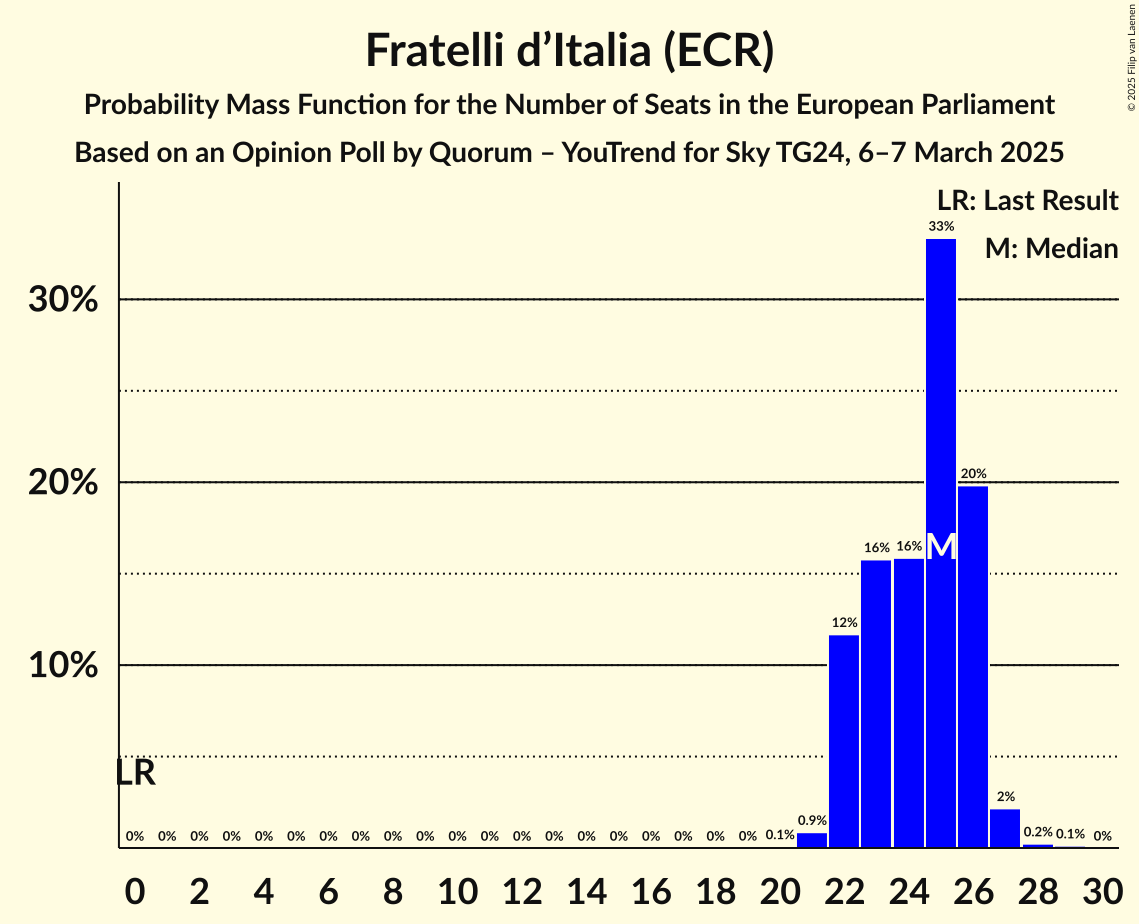 Fratelli d’Italia (ECR)
Probability Mass Function for the Number of Seats in the European Parliament
Based on an Opinion Poll by Quorum – YouTrend for Sky TG24, 6–7 March 2025
© 2025 Filip van Laenen
LR: Last Result
M: Median
33%
30%
20%
20%
M
16% 16%
12%
10%
LR
2%
0% 0% 0% 0% 0% 0% 0% 0% 0% 0% 0% 0% 0% 0% 0% 0% 0% 0% 0% 0% 0.1% 0.9% 0.2% 0.1% 0%
0 2 4 6 8 10 12 14 16 18 20 22 24 26 28 30